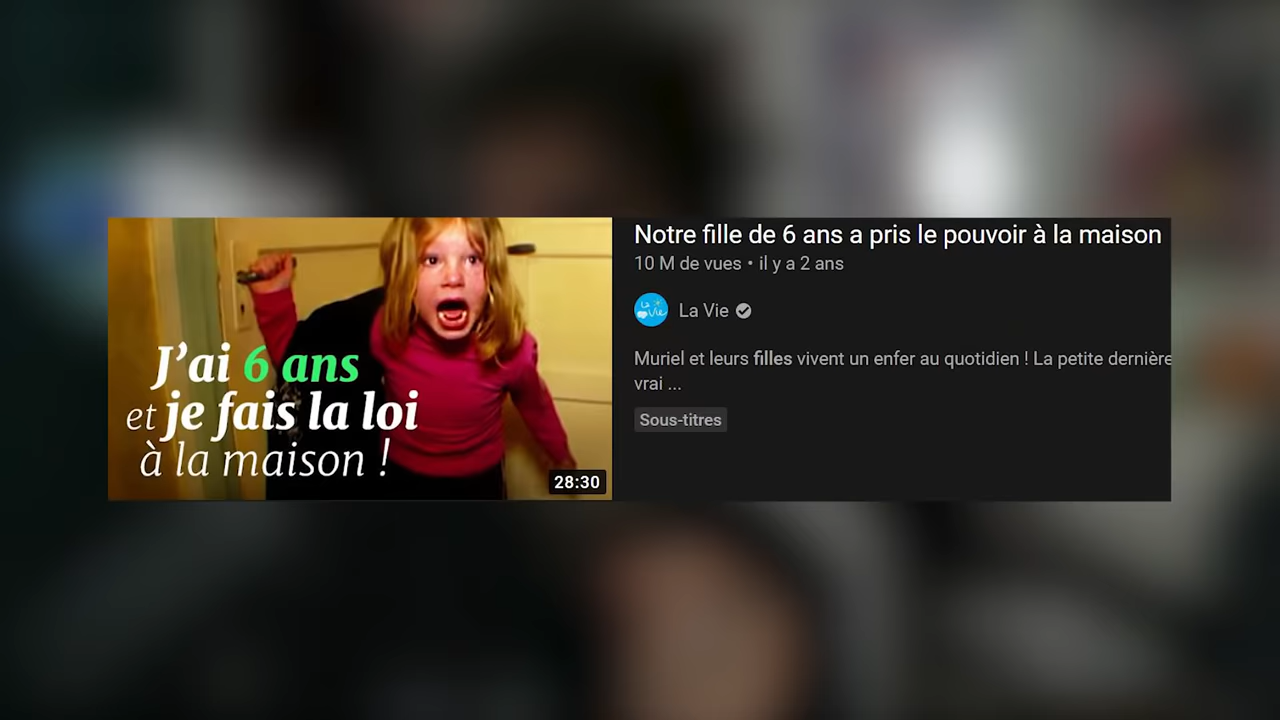 J'ai 6 ans
et je fais la loi
à la maison !
28:30
Notre fille de 6 ans a pris le pouvoir à la maison
10 M de vues • il y a 2 ans
La Vie
Muriel et leurs filles vivent un enfer au quotidien ! La petite dernière
vrai ...
Sous-titres